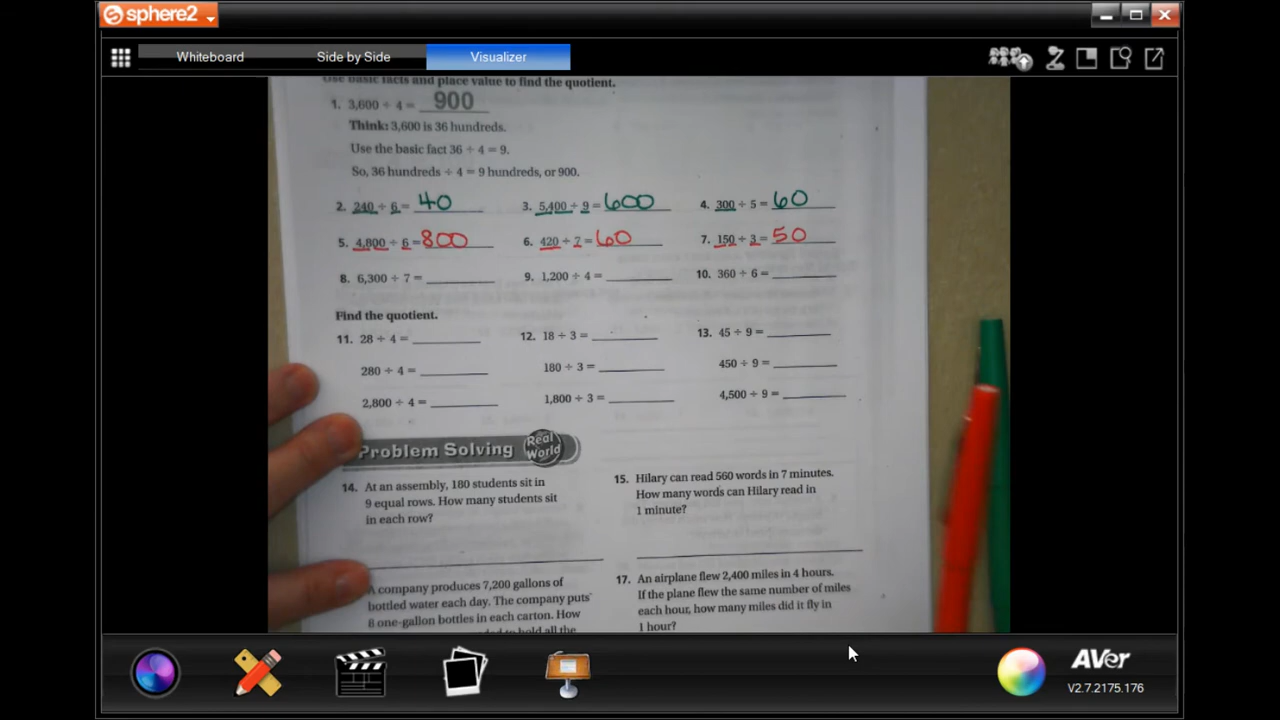 sphere2
Whiteboard Side by Side Visualizer
Use basic facts and place value to find the quotient.
1. 3,600 ÷ 4 = 900
Think: 3,600 is 36 hundreds.
Use the basic fact 36 ÷ 4 = 9.
So, 36 hundreds ÷ 4 = 9 hundreds, or 900.
2. 240 ÷ 6 = 40 3. 5,400 ÷ 9 = 600 4. 300 ÷ 5 = 60
5. 4,800 ÷ 6 = 800 6. 420 ÷ 7 = 60 7. 150 ÷ 3 = 50
8. 6,300 ÷ 7 = 9. 1,200 ÷ 4 = 10. 360 ÷ 6 =
Find the quotient.
11. 28 ÷ 4 = 12. 18 ÷ 3 = 13. 45 ÷ 9 =
280 ÷ 4 = 180 ÷ 3 = 450 ÷ 9 =
2,800 ÷ 4 = 1,800 ÷ 3 = 4,500 ÷ 9 =
Problem Solving Real World
14. At an assembly, 180 students sit in
9 equal rows. How many students sit
in each row?
15. Hilary can read 560 words in 7 minutes.
How many words can Hilary read in
1 minute?
A company produces 7,200 gallons of
bottled water each day. The company puts
8 one-gallon bottles in each carton. How
to hold all the
17. An airplane flew 2,400 miles in 4 hours.
If the plane flew the same number of miles
each hour, how many miles did it fly in
1 hour?
AVer
V2.7.2175.176